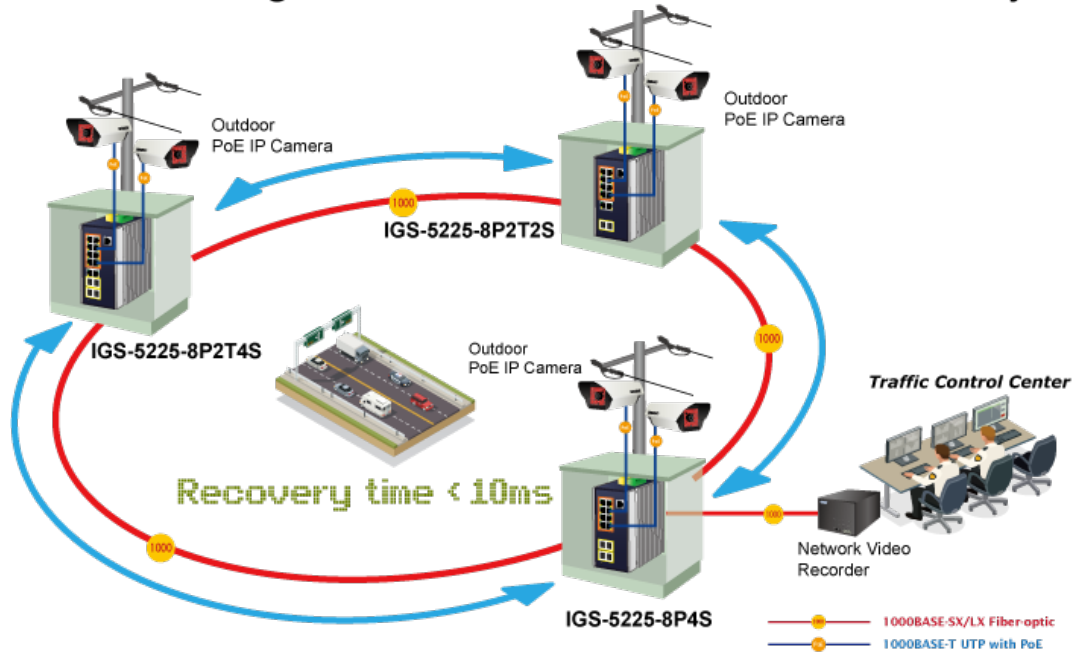 Outdoor
PoE IP Camera
Outdoor
PoE IP Camera
1000
IGS-5225-8P2T2S
1000
IGS-5225-8P2T4S
Outdoor
PoE IP Camera
Traffic Control Center
Recovery time < 10ms
1000
1000
Network Video
Recorder
IGS-5225-8P4S
1000BASE-SX/LX Fiber-optic
1000BASE-T UTP with PoE